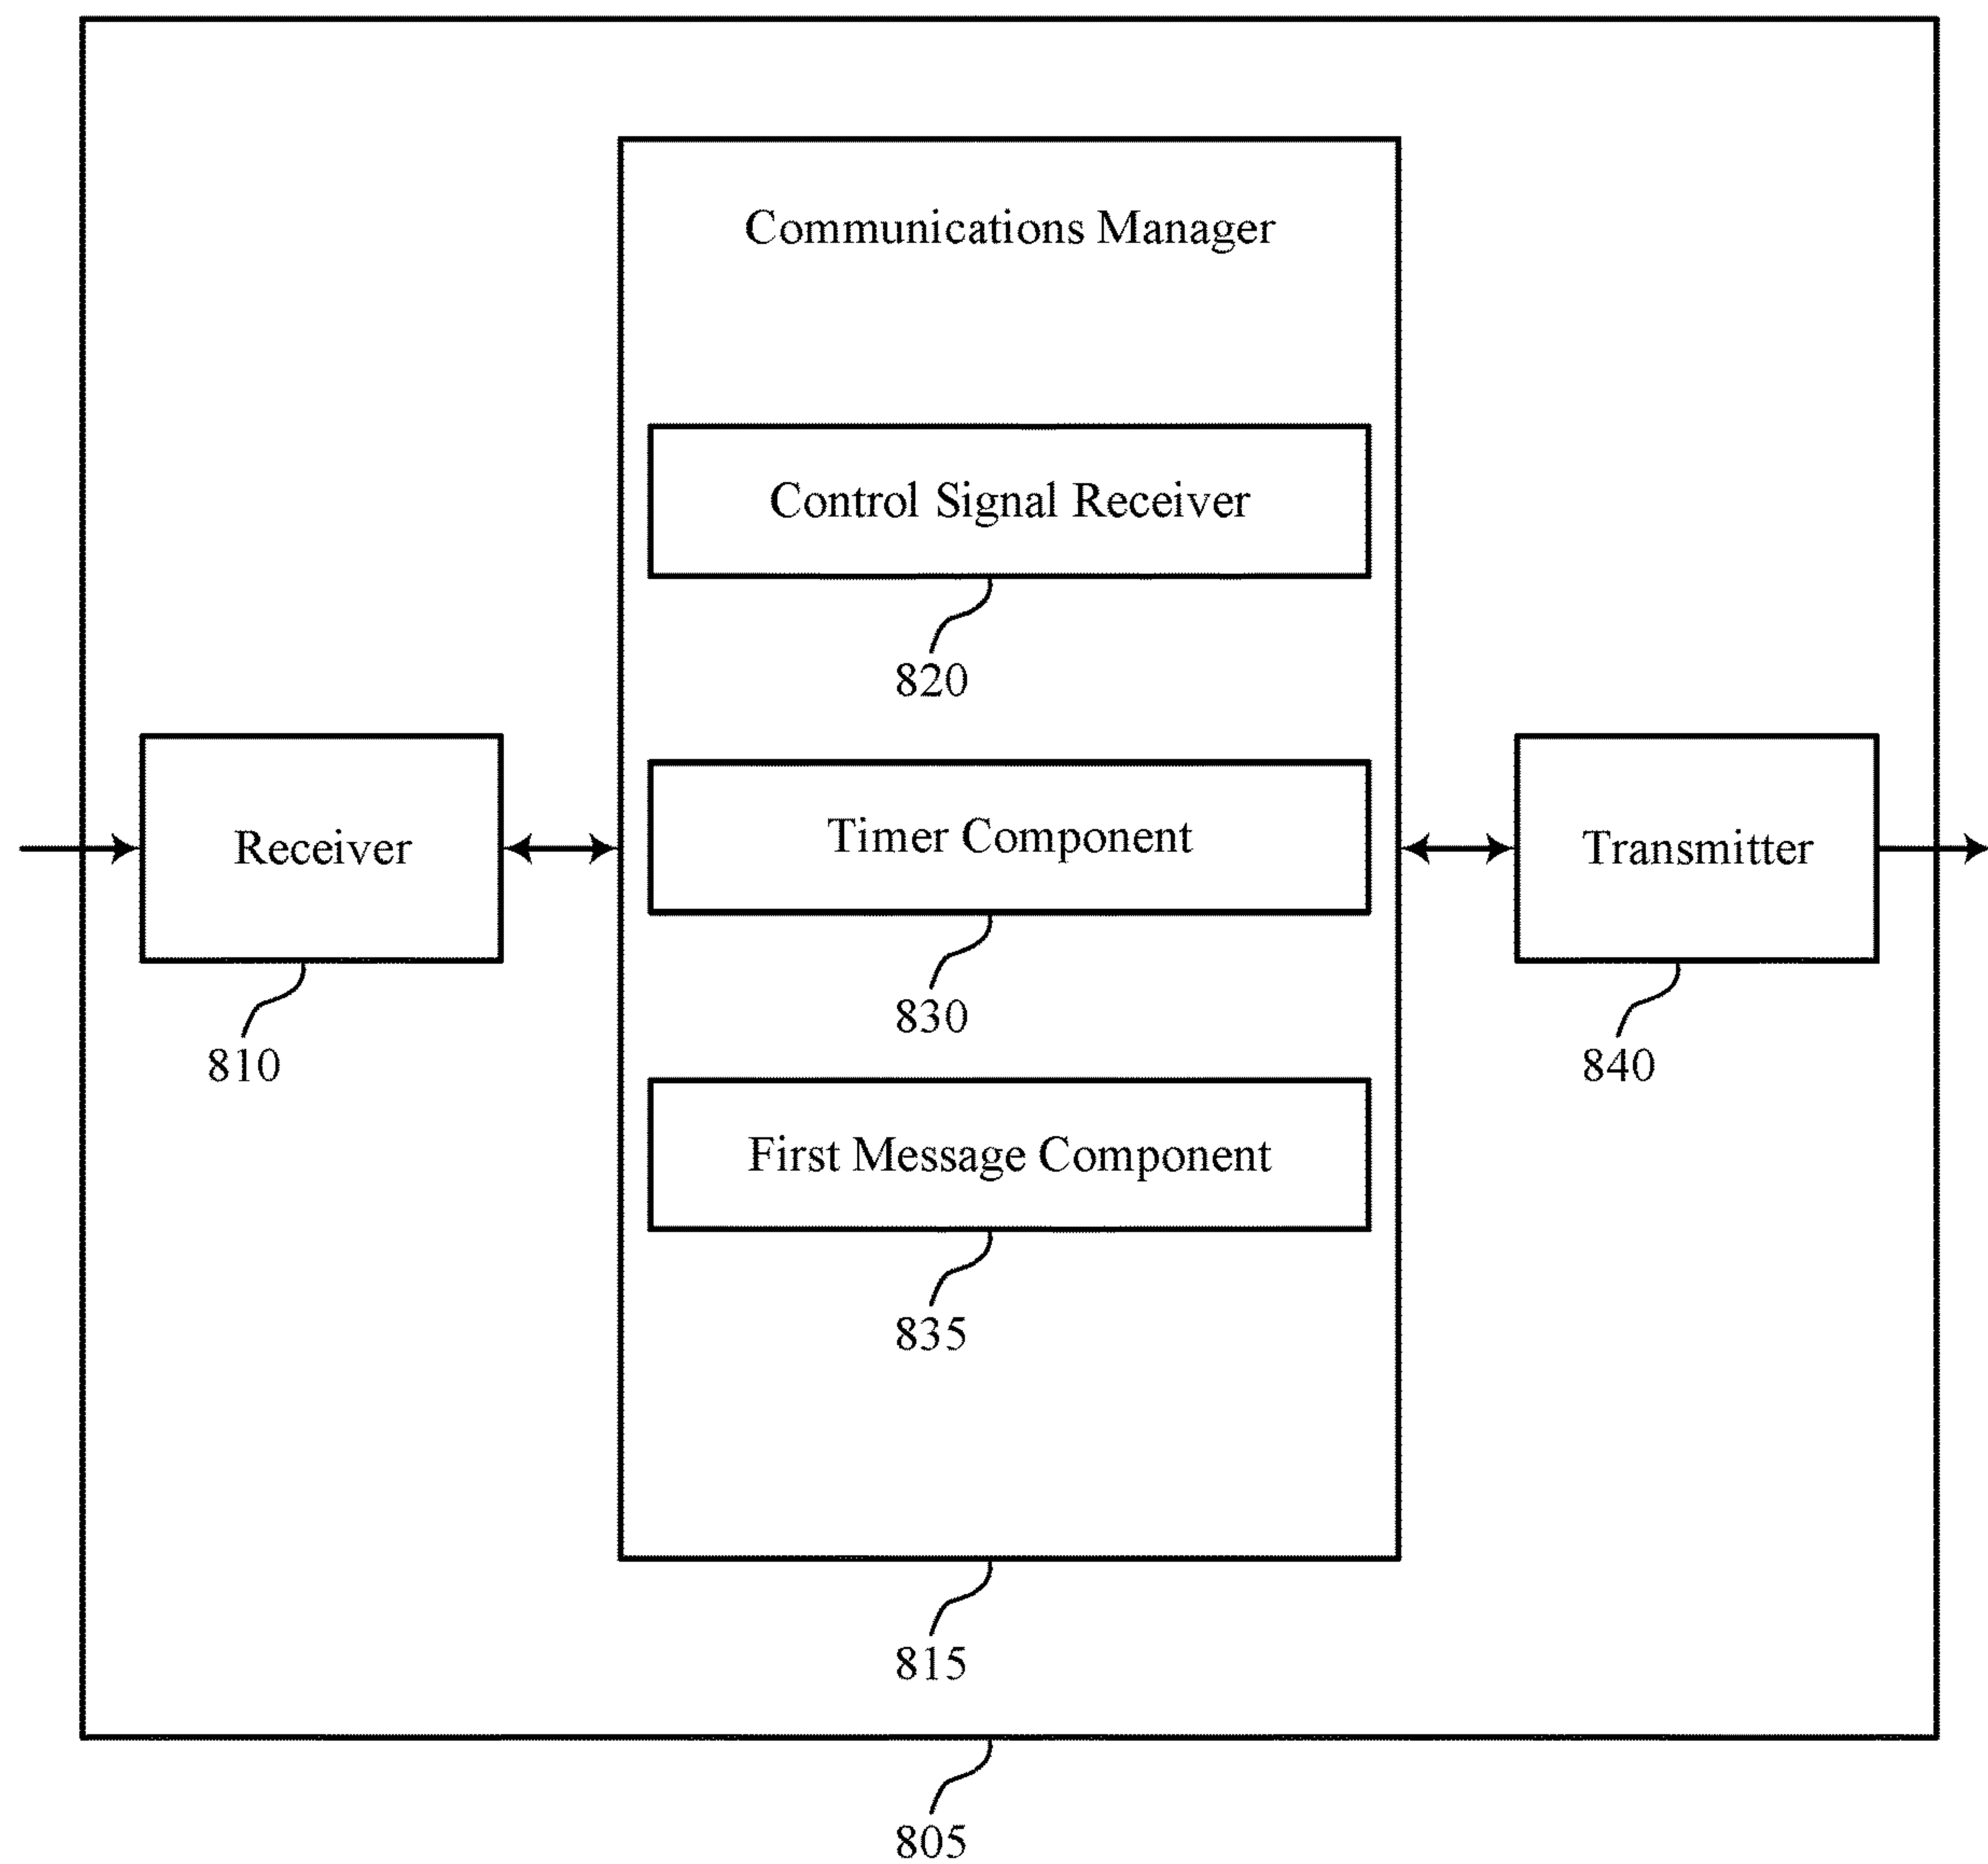 Communications Manager
Control Signal Receiver
820
Receiver
810
Timer Component
830
Transmitter
840
First Message Component
835
815
805